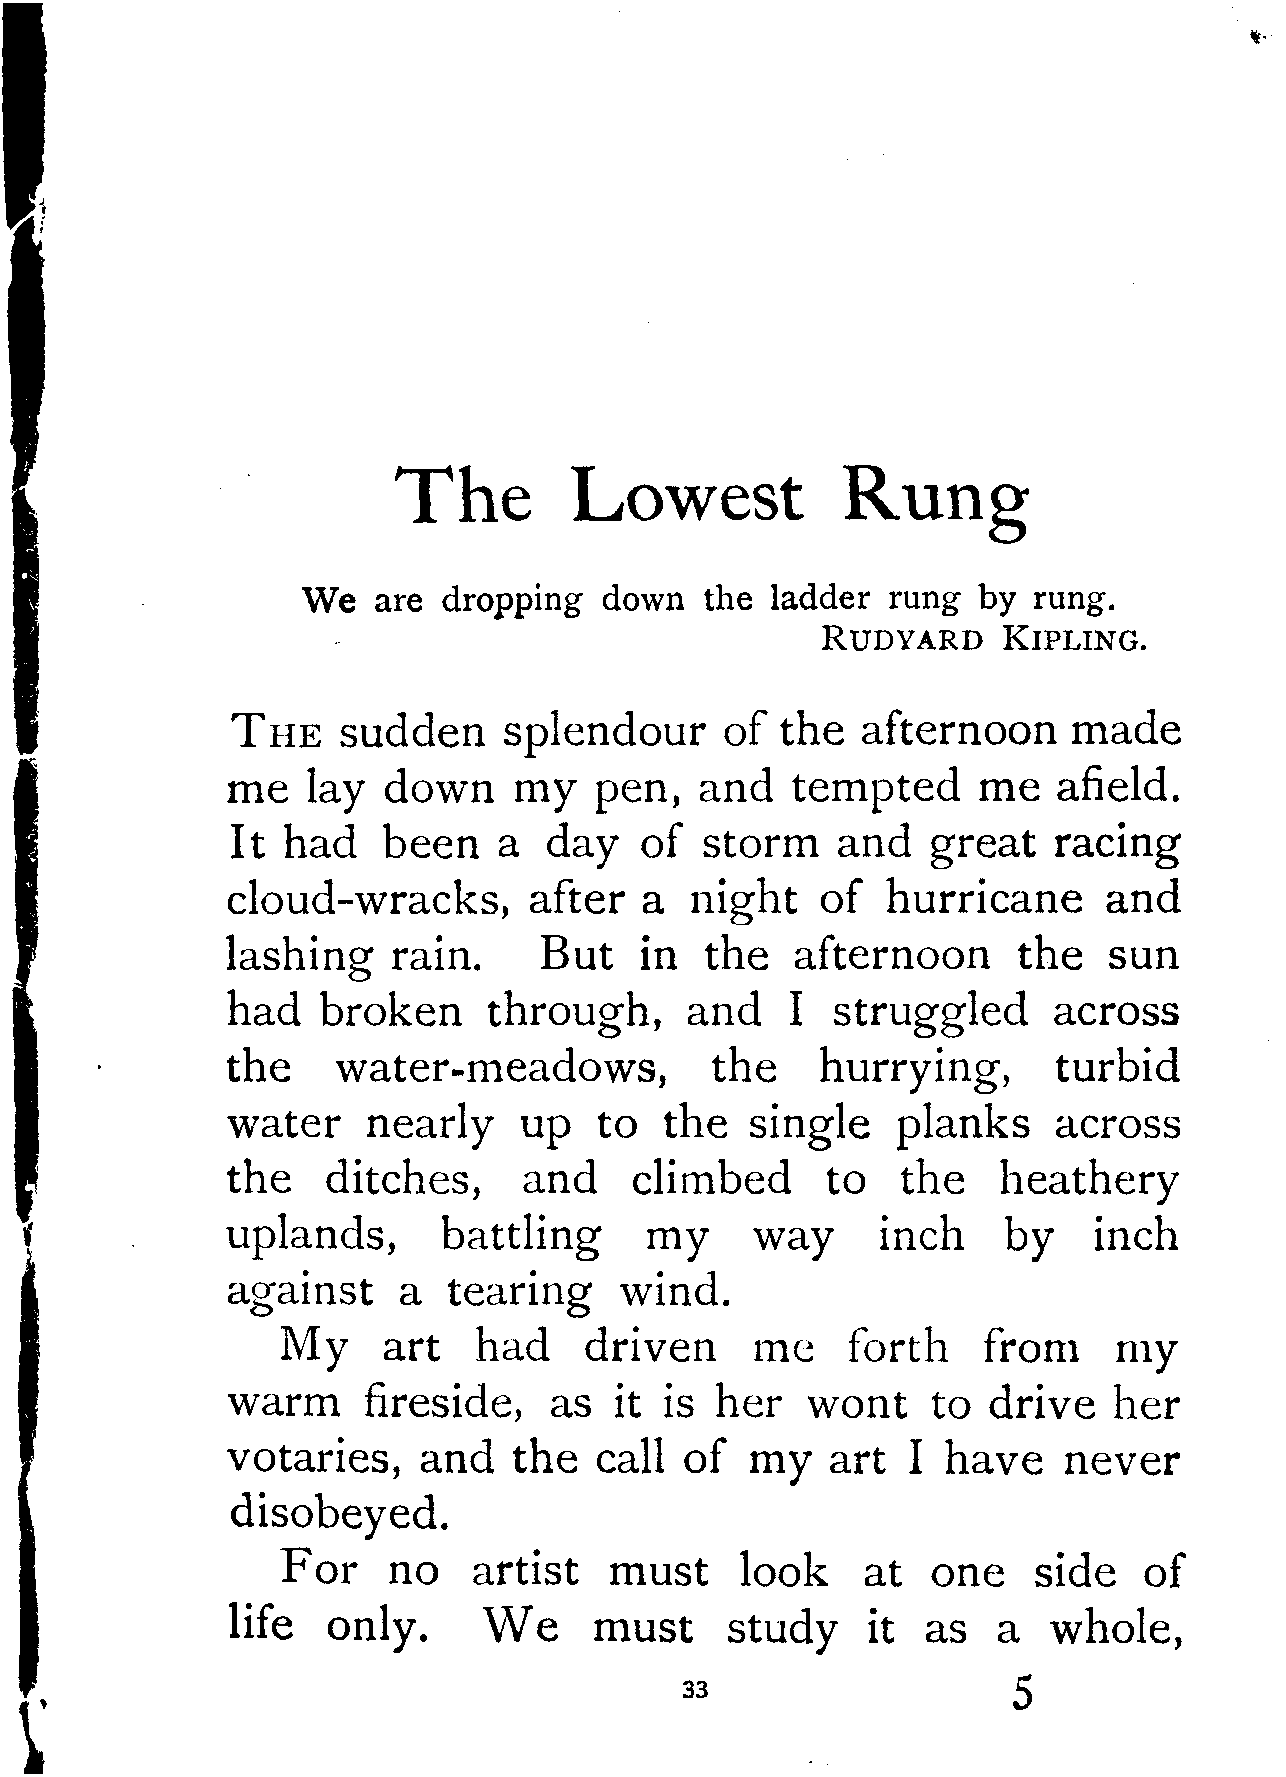 The Lowest Rung
We are dropping down the ladder rung by rung.
RUDYARD KIPLING.
THE sudden splendour of the afternoon made
me lay down my pen, and tempted me afield.
It had been a day of storm and great racing
cloud-wracks, after a night of hurricane and
lashing rain. But in the afternoon the sun
had broken through, and I struggled across
the water-meadows, the hurrying, turbid
water nearly up to the single planks across
the ditches, and climbed to the heathery
uplands, battling my way inch by inch
against a tearing wind.
My art had driven me forth from my
warm fireside, as it is her wont to drive her
votaries, and the call of my art I have never
disobeyed.
For no artist must look at one side of
life only. We must study it as a whole,
33 5